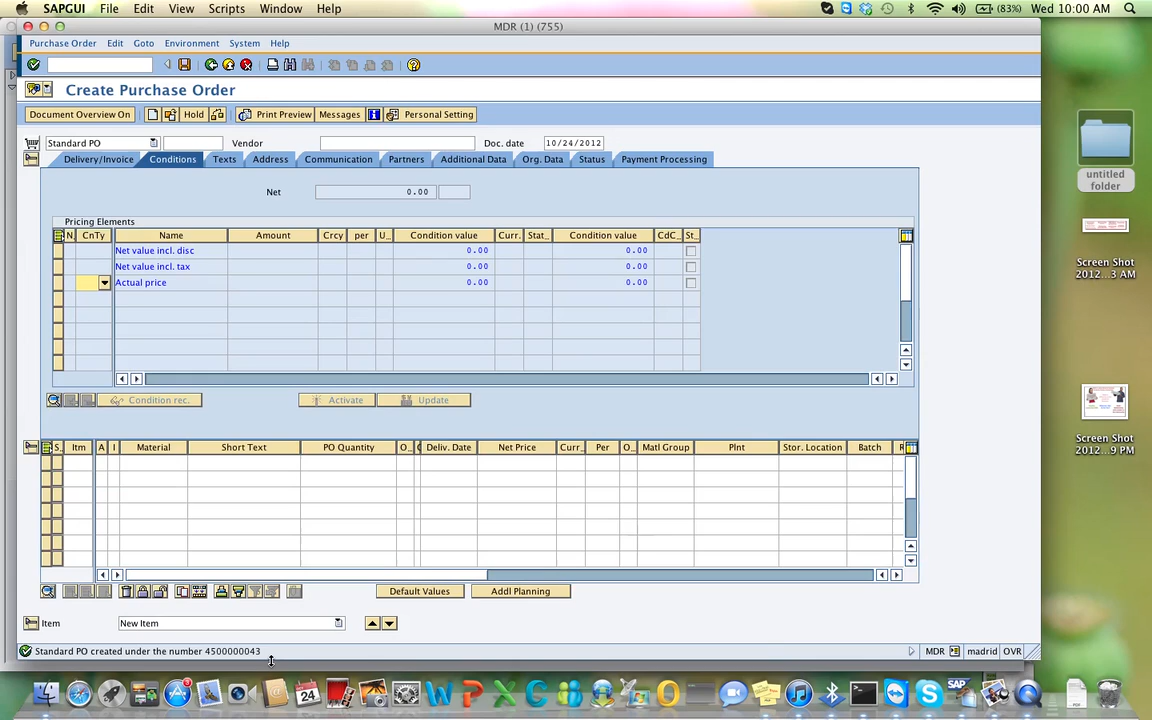 SAPGUI File Edit Conditions View Scripts Window Help (83%) Wed 10:00 AM
MDR (1) (755)
Purchase Order Edit Goto Environment System Help
Create Purchase Order
Document Overview On Hold Print Preview Messages Personal Setting
Standard PO Vendor Doc. date 10/24/2012
Delivery/Invoice Conditions Texts Address Communication Partners Additional Data Org. Data Status Payment Processing
Net 0.00
Pricing Elements
N. CnTy Name Amount Crcy per U... Condition value Curr. Stat... Condition value CdC... St...
Net value incl. disc 0.00 0.00
Net value incl. tax 0.00 0.00
Actual price 0.00 0.00
Condition rec. Activate Update
S.. Itm A I Material Short Text PO Quantity O... C Deliv. Date Net Price Curr... Per O... Matl Group Plnt Stor. Location Batch R
Default Values Addl Planning
Item New Item
Standard PO created under the number 4500000043 MDR madrid OVR
untitled
folder
Screen Shot
2012...3 AM
Screen Shot
2012...9 PM